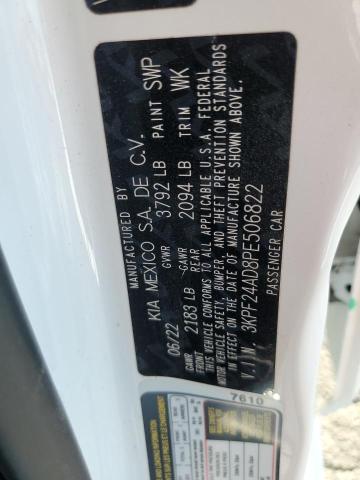 MANUFACTURED BY
KIA MEXICO S.A. DE C.V.
06/22 GVWR 3792 LB PAINT SWP
GAWR FRONT 2183 LB GAWR REAR 2094 LB TRIM WK
THIS VEHICLE CONFORMS TO ALL APPLICABLE U.S.A. FEDERAL
VEHICLE SAFETY, BUMPER, AND THEFT PREVENTION STANDARDS
IN EFFECT ON THE DATE OF MANUFACTURE SHOWN ABOVE.
V.I.N. 3KPF24AD8PE506822
PASSENGER CAR
7610